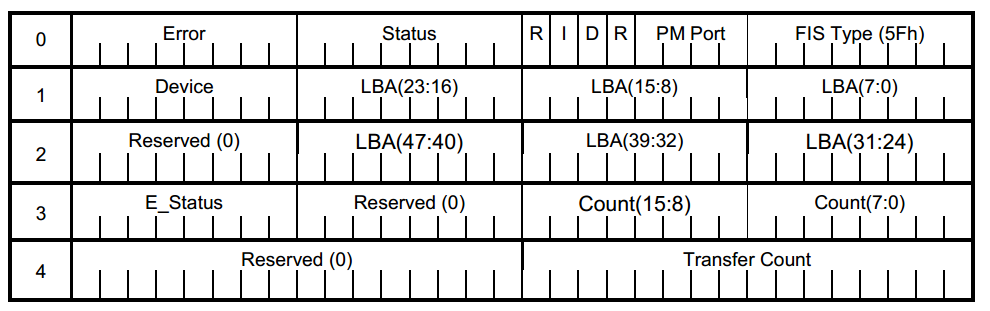 0 Error Status R I D R PM Port FIS Type (5Fh)
1 Device LBA(23:16) LBA(15:8) LBA(7:0)
2 Reserved (0) LBA(47:40) LBA(39:32) LBA(31:24)
3 E_Status Reserved (0) Count(15:8) Count(7:0)
4 Reserved (0) Transfer Count